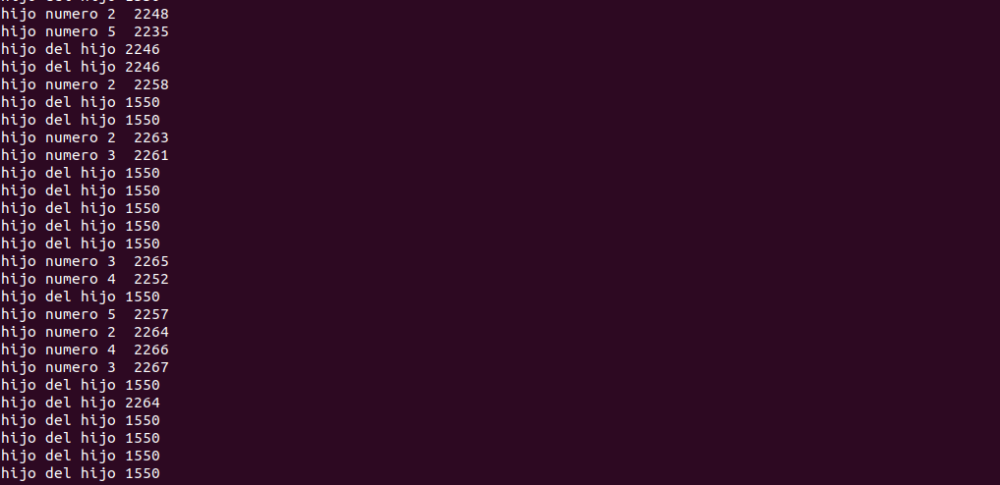 hijo numero 2  2248
hijo numero 5  2235
hijo del hijo 2246
hijo del hijo 2246
hijo numero 2  2258
hijo del hijo 1550
hijo del hijo 1550
hijo numero 2  2263
hijo numero 3  2261
hijo del hijo 1550
hijo del hijo 1550
hijo del hijo 1550
hijo del hijo 1550
hijo del hijo 1550
hijo numero 3  2265
hijo numero 4  2252
hijo del hijo 1550
hijo numero 5  2257
hijo numero 2  2264
hijo numero 4  2266
hijo numero 3  2267
hijo del hijo 1550
hijo del hijo 2264
hijo del hijo 1550
hijo del hijo 1550
hijo del hijo 1550
hijo del hijo 1550